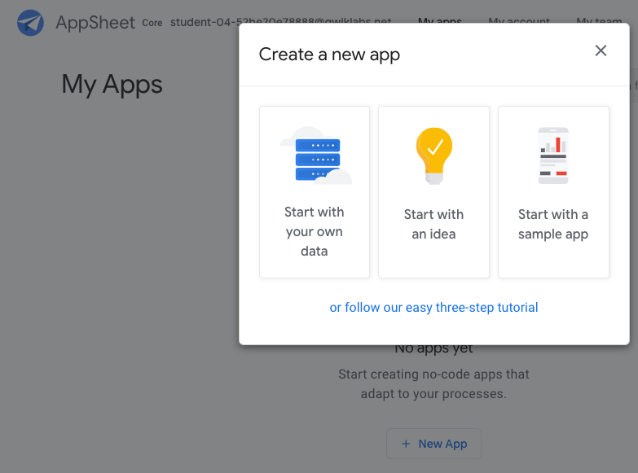 AppSheet Core student-04-52be20e78888@qwiklabs.net My apps My account My team
Create a new app
My Apps
Start with
your own
data
Start with
an idea
Start with a
sample app
or follow our easy three-step tutorial
No apps yet
Start creating no-code apps that
adapt to your processes.
+ New App